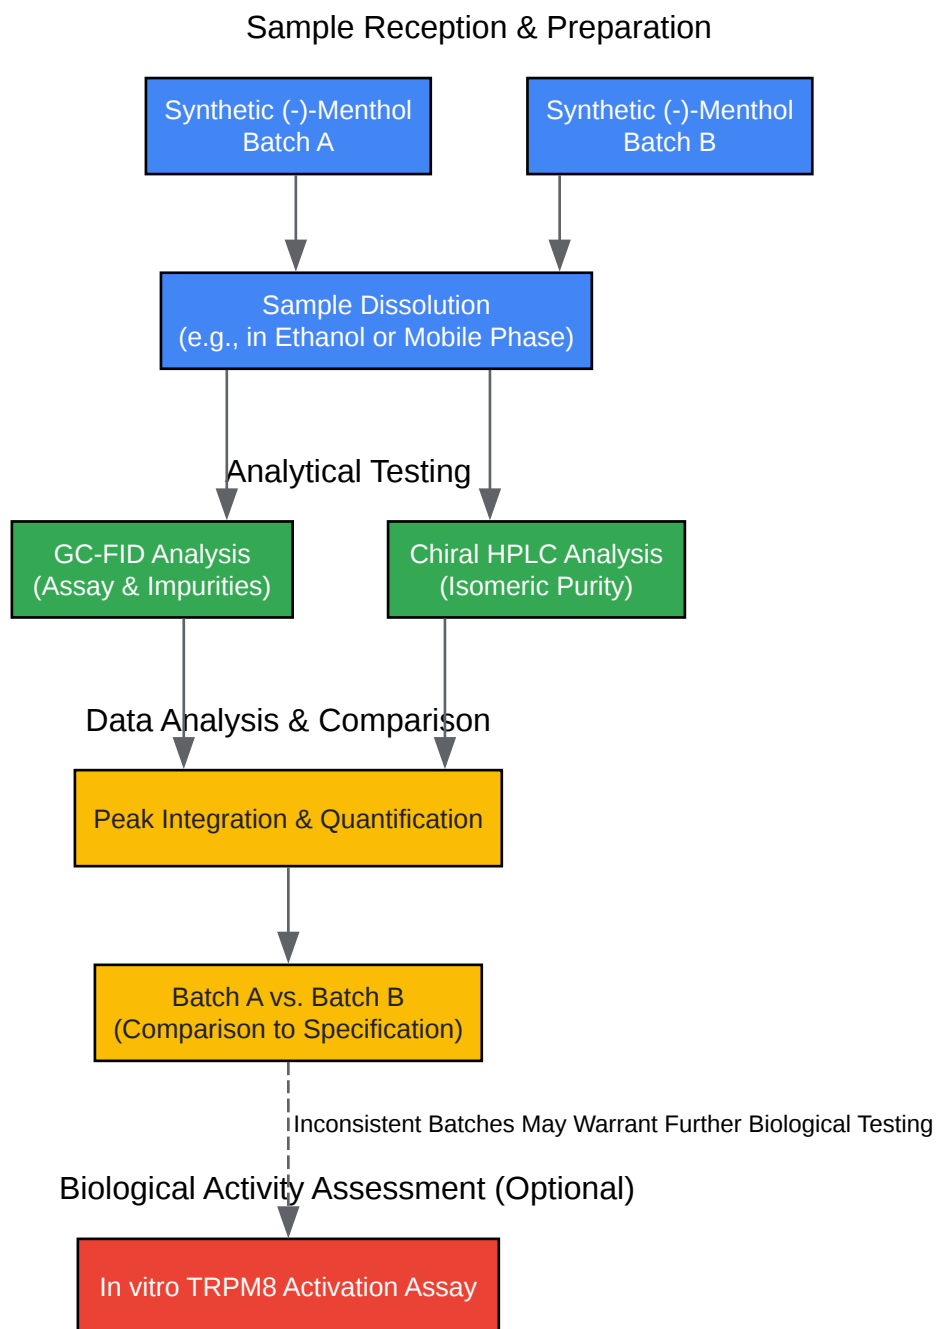 Sample Reception & Preparation
Synthetic (-)-Menthol
Batch A
Synthetic (-)-Menthol
Batch B
Sample Dissolution
(e.g., in Ethanol or Mobile Phase)
Analytical Testing
GC-FID Analysis
(Assay & Impurities)
Chiral HPLC Analysis
(Isomeric Purity)
Data Analysis & Comparison
Peak Integration & Quantification
Batch A vs. Batch B
(Comparison to Specification)
Inconsistent Batches May Warrant Further Biological Testing
Biological Activity Assessment (Optional)
In vitro TRPM8 Activation Assay